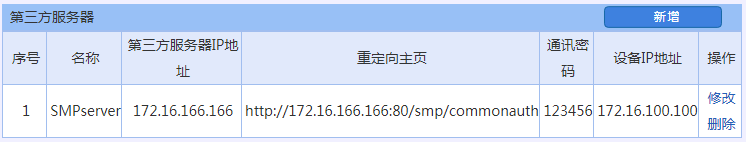 第三方服务器 新增
序号 名称 第三方服务器IP地址 重定向主页 通讯密码 设备IP地址 操作
1 SMPserver 172.16.166.166 http://172.16.166.166:80/smp/commonauth 123456 172.16.100.100 修改
删除